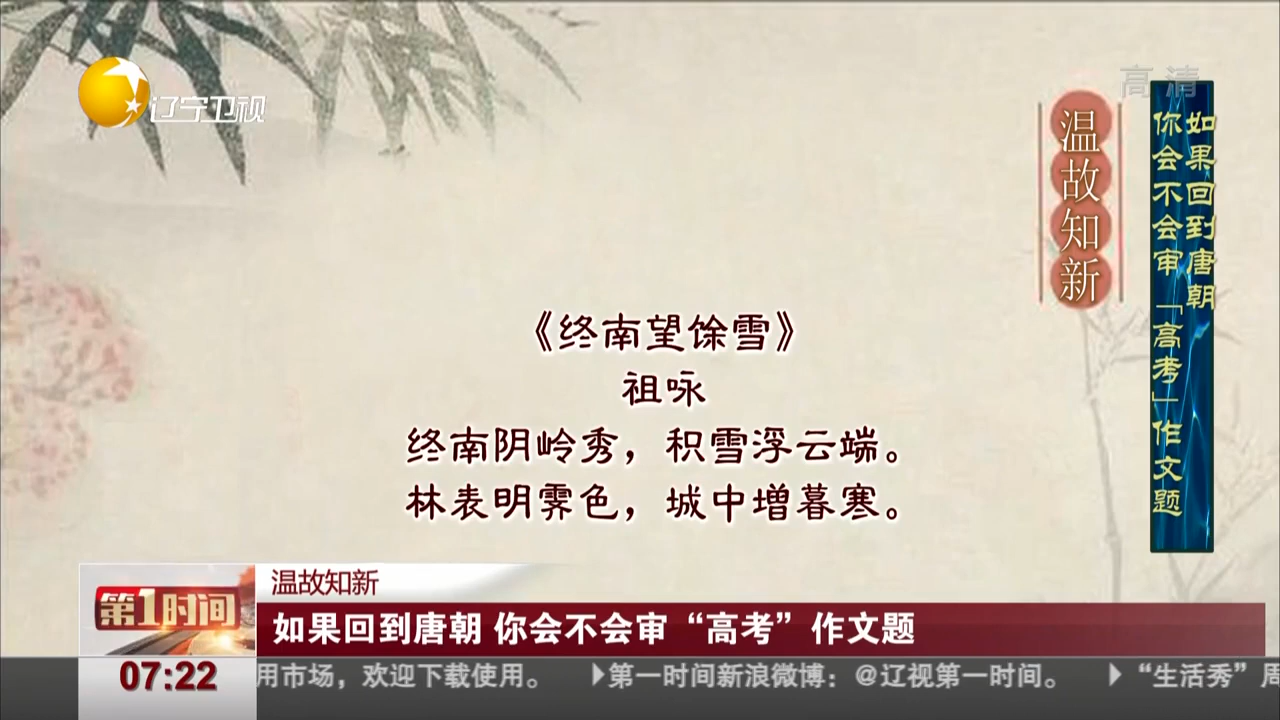 辽宁卫视
高清
温故知新
如果回到唐朝
你会不会审「高考」作文题
《终南望馀雪》
祖咏
终南阴岭秀，积雪浮云端。
林表明霁色，城中增暮寒。
第1时间
温故知新
如果回到唐朝 你会不会审“高考”作文题
07:22
用市场，欢迎下载使用。 ▶第一时间新浪微博：@辽视第一时间。 ▶“生活秀”周